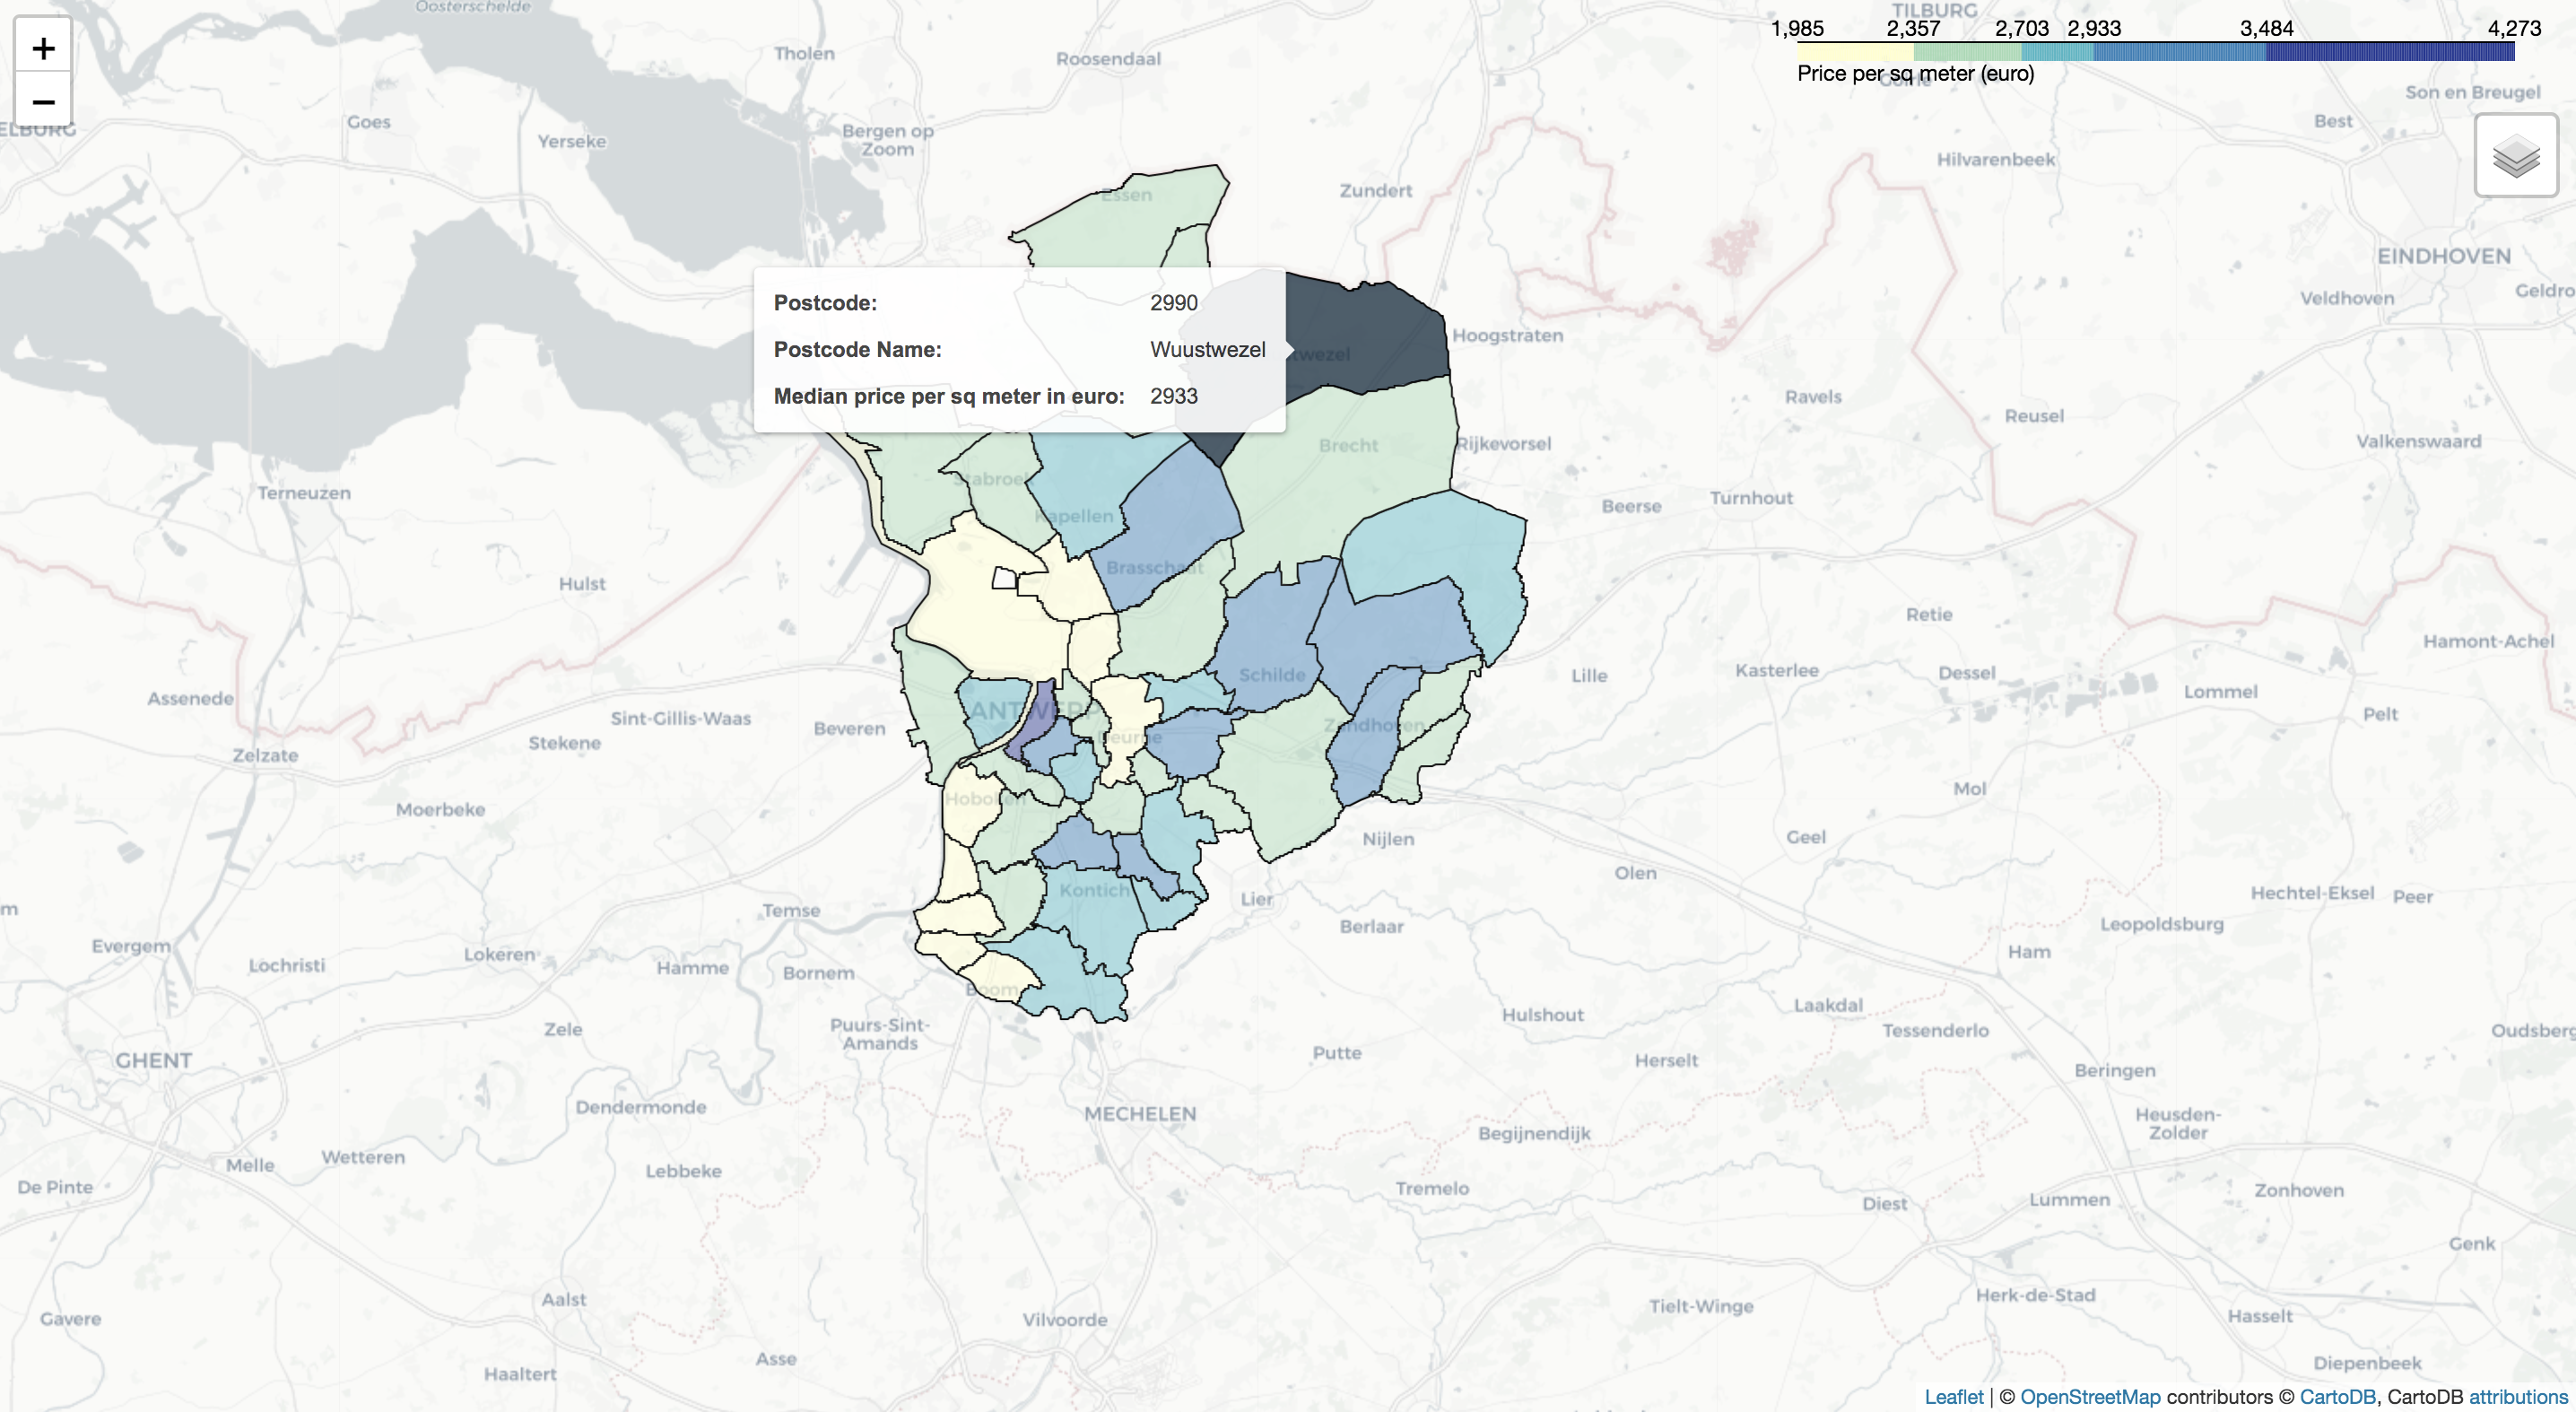 Oosterschelde
TILBURG
1,985 2,357 2,703 2,933 3,484 4,273
Price per sq meter (euro)
+
−
Tholen
Roosendaal
Son en Breugel
Goes
Best
ELBURG
Yerseke
Bergen op
Zoom
Hilvarenbeek
Essen
Zundert
EINDHOVEN
Veldhoven
Geldro
Postcode: 2990
Postcode Name: Wuustwezel
Median price per sq meter in euro: 2933
twezel
Hoogstraten
Ravels
Reusel
Brecht
Rijkevorsel
Valkenswaard
Stabroek
Terneuzen
Turnhout
Beerse
Kapellen
Brasschaat
Hulst
Retie
Hamont-Achel
Schilde
Lille
Kasterlee
Dessel
Lommel
Assenede
ANTWERP
Pelt
Sint-Gillis-Waas
Beveren
Zandhoven
Deurne
Stekene
Zelzate
Mol
Hoboken
Moerbeke
Nijlen
Geel
Olen
Kontich
Hechtel-Eksel
Peer
Lier
m
Temse
Berlaar
Leopoldsburg
Evergem
Ham
Lokeren
Lochristi
Hamme
Bornem
Boom
Laakdal
Hulshout
Puurs-Sint-
Amands
Zele
Tessenderlo
Oudsberg
Putte
GHENT
Herselt
Beringen
Dendermonde
MECHELEN
Heusden-
Zolder
Begijnendijk
Wetteren
Melle
Lebbeke
De Pinte
Tremelo
Zonhoven
Lummen
Diest
Genk
Herk-de-Stad
Aalst
Tielt-Winge
Hasselt
Gavere
Vilvoorde
Asse
Diepenbeek
Haaltert
Leaflet | © OpenStreetMap contributors © CartoDB, CartoDB attributions